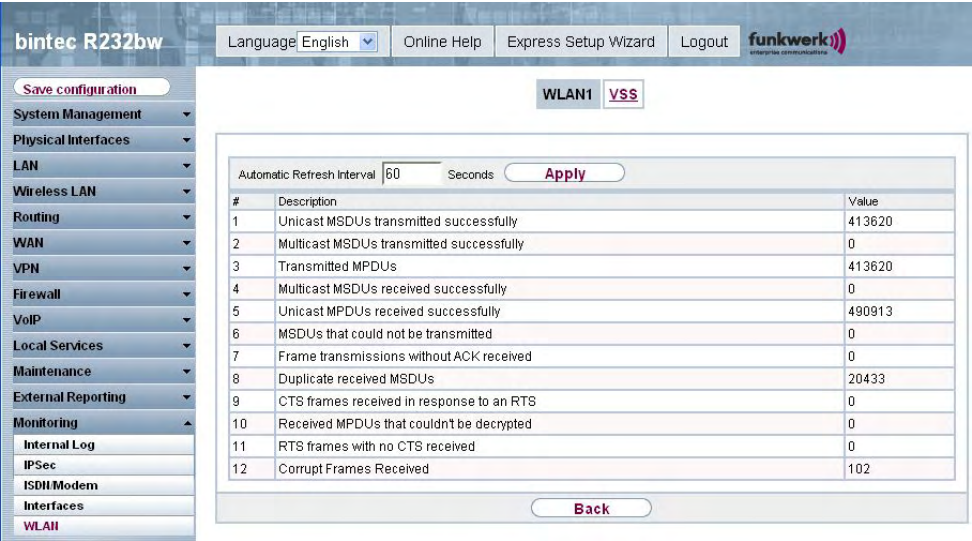 bintec R232bw
Language English Online Help Express Setup Wizard Logout funkwerk
enterprise communications
Save configuration
System Management
Physical Interfaces
LAN
Wireless LAN
Routing
WAN
VPN
Firewall
VoIP
Local Services
Maintenance
External Reporting
Monitoring
Internal Log
IPSec
ISDN/Modem
Interfaces
WLAN
WLAN1 VSS
Automatic Refresh Interval 60 Seconds Apply
# Description Value
1 Unicast MSDUs transmitted successfully 413620
2 Multicast MSDUs transmitted successfully 0
3 Transmitted MPDUs 413620
4 Multicast MSDUs received successfully 0
5 Unicast MPDUs received successfully 490913
6 MSDUs that could not be transmitted 0
7 Frame transmissions without ACK received 0
8 Duplicate received MSDUs 20433
9 CTS frames received in response to an RTS 0
10 Received MPDUs that couldn't be decrypted 0
11 RTS frames with no CTS received 0
12 Corrupt Frames Received 102
Back